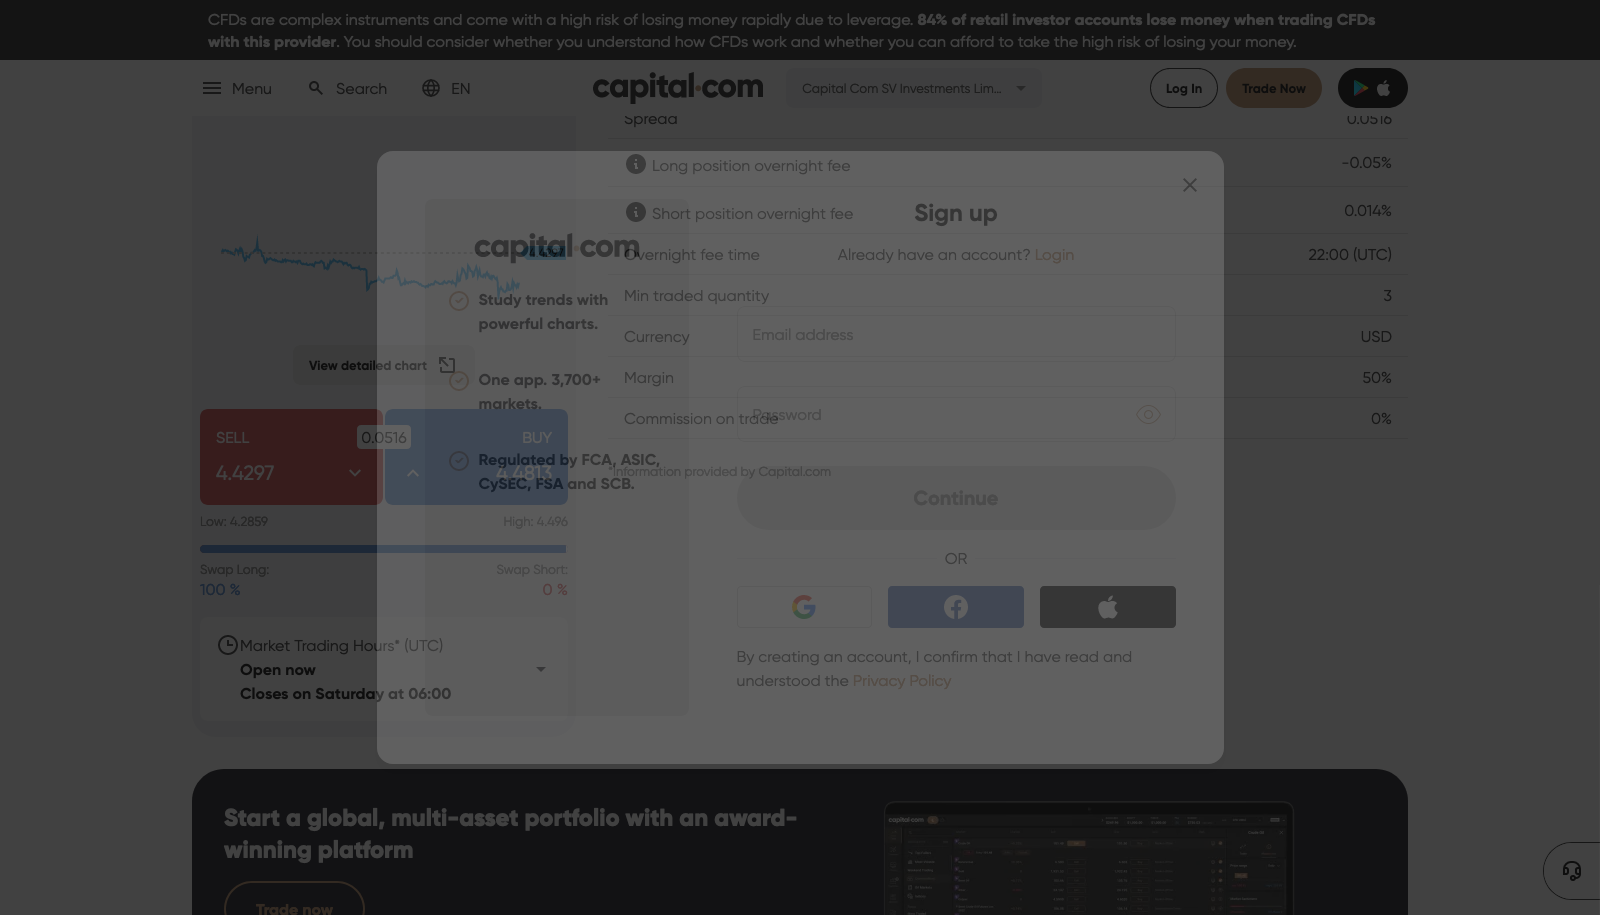 CFDs are complex instruments and come with a high risk of losing money rapidly due to leverage. 84% of retail investor accounts lose money when trading CFDs
with this provider. You should consider whether you understand how CFDs work and whether you can afford to take the high risk of losing your money.
Menu
Search
EN
capital.com
Capital Com SV Investments Lim...
Log In
Trade Now
Spread
0.0516
Long position overnight fee
-0.05%
Short position overnight fee
0.014%
Overnight fee time
22:00 (UTC)
Min traded quantity
3
Currency
USD
Margin
50%
Commission on trade
0%
*Information provided by Capital.com
View detailed chart
SELL
0.0516
BUY
4.4297
4.4813
Low: 4.2859
High: 4.496
Swap Long:
Swap Short:
100 %
0 %
Market Trading Hours* (UTC)
Open now
Closes on Saturday at 06:00
capital.com
Study trends with
powerful charts.
One app. 3,700+
markets.
Regulated by FCA, ASIC,
CySEC, FSA and SCB.
Sign up
Already have an account? Login
Email address
Password
Continue
OR
By creating an account, I confirm that I have read and
understood the Privacy Policy
Start a global, multi-asset portfolio with an award-
winning platform
Trade now
capital.com